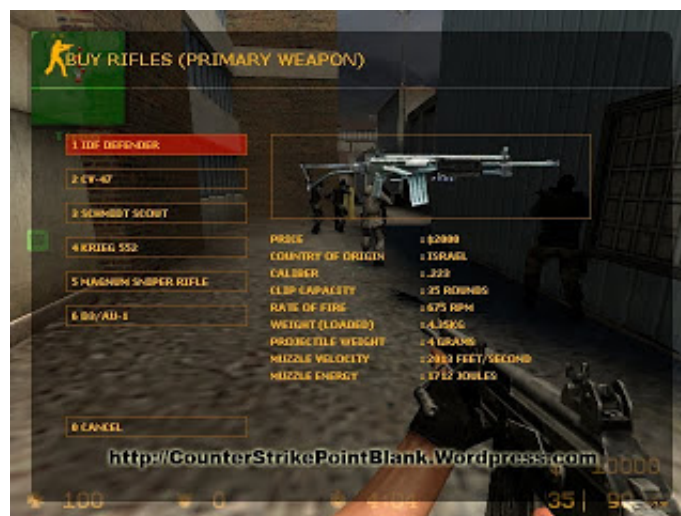 BUY RIFLES (PRIMARY WEAPON)
1 IDF DEFENDER
2 CV-47
3 SCHMIDT SCOUT
4 KRIEG 552
5 MAGNUM SNIPER RIFLE
6 D3/AU-1
0 CANCEL
PRICE : $2000
COUNTRY OF ORIGIN : ISRAEL
CALIBER : .223
CLIP CAPACITY : 35 ROUNDS
RATE OF FIRE : 675 RPM
WEIGHT (LOADED) : 4.35KG
PROJECTILE WEIGHT : 4 GRAMS
MUZZLE VELOCITY : 2013 FEET/SECOND
MUZZLE ENERGY : 1712 JOULES
http://CounterStrikePointBlank.Wordpress.com
10000
100 0 4:04 35|